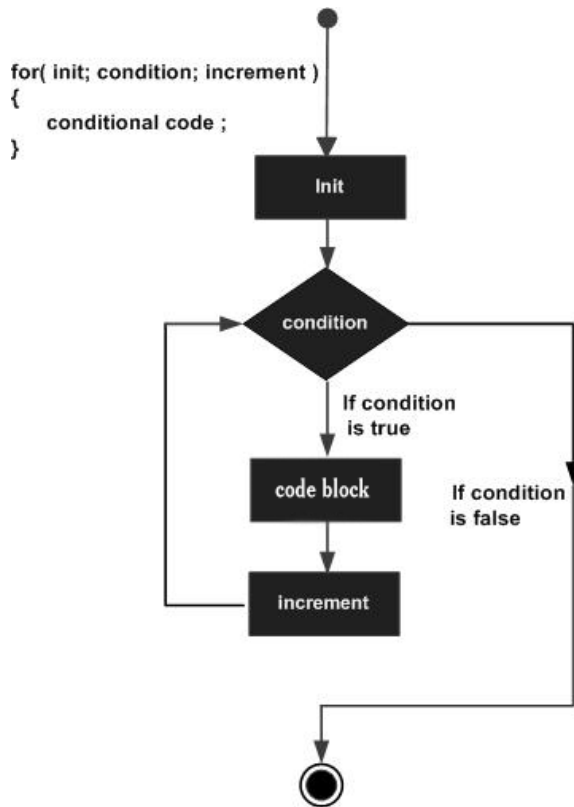 for( init; condition; increment )
{
conditional code ;
}
Init
condition
If condition
is true
code block
If condition
is false
increment